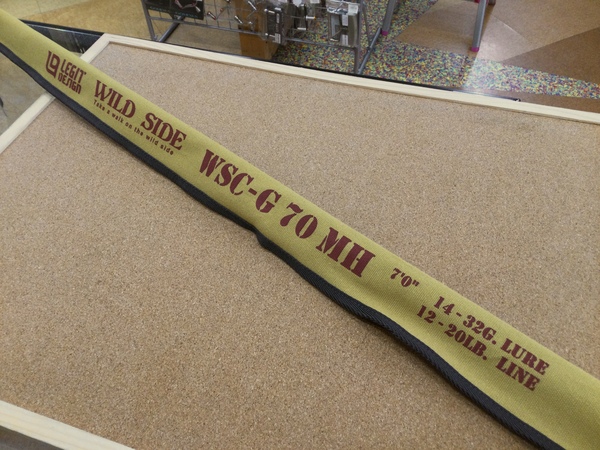 LEGIT
DESIGN
WILD SIDE
Take a walk on the wild side
WSC-G 70 MH
7'0"
14-32G. LURE
12-20LB. LINE